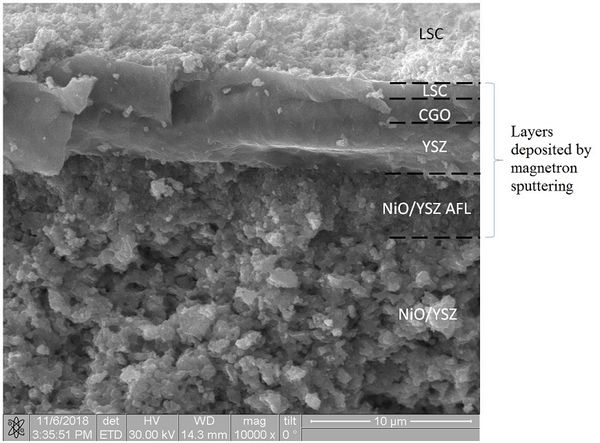 LSC
LSC
CGO
YSZ
NiO/YSZ AFL
NiO/YSZ
Layers
deposited by
magnetron
sputtering
11/6/2018 det HV WD mag tilt
3:35:51 PM ETD 30.00 kV 14.3 mm 10000 x 0 °
10 µm